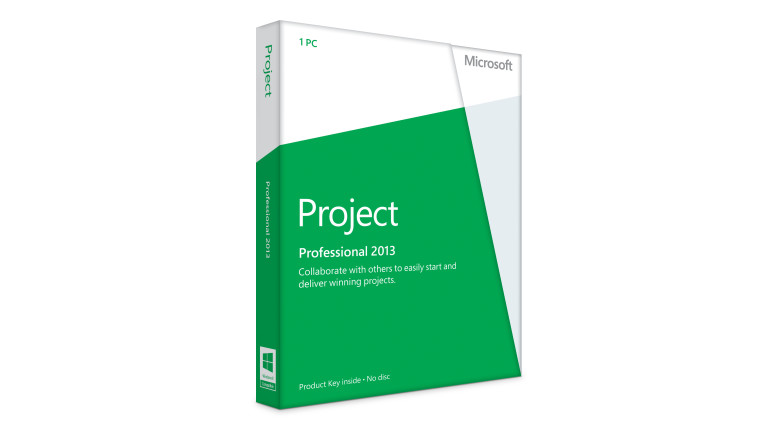 1 PC
Microsoft
Project
Professional 2013
Project
Professional 2013
Collaborate with others to easily start and
deliver winning projects.
Product Key inside • No disc